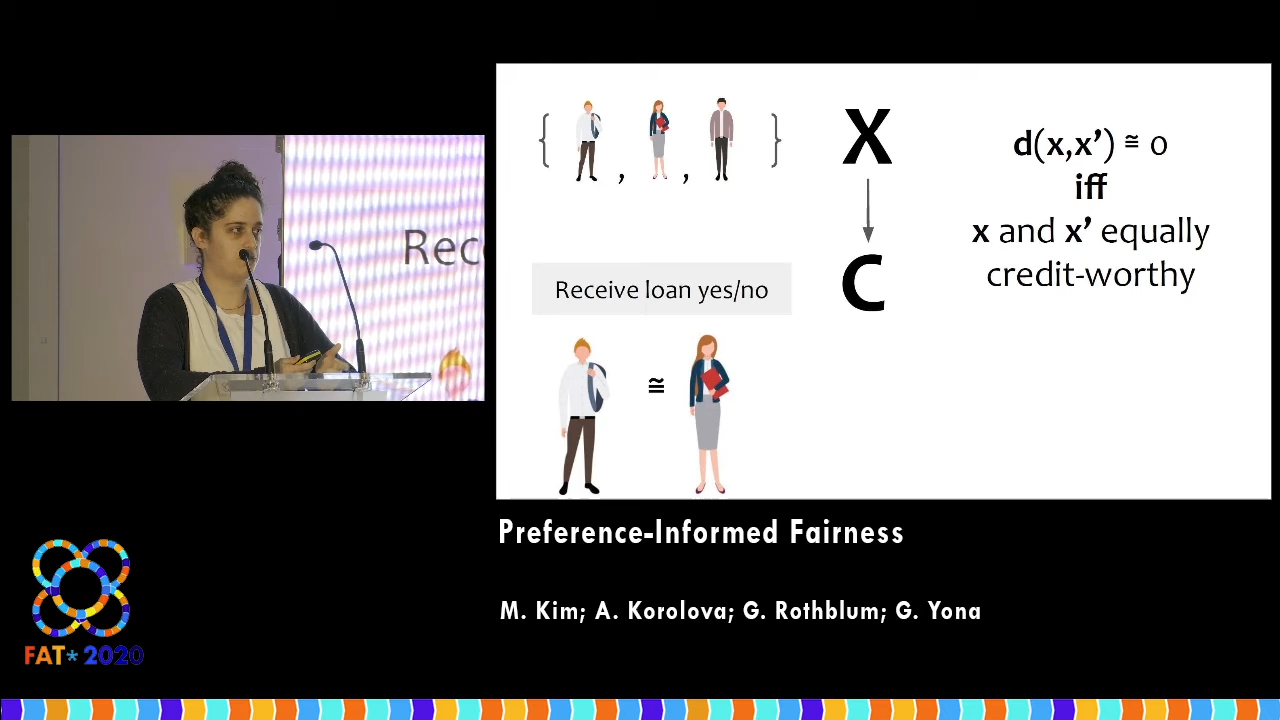 Rec
{ , , }
X
C
d(x,x’) ≅ 0
iff
x and x’ equally
credit-worthy
Receive loan yes/no
≅
Preference-Informed Fairness
M. Kim; A. Korolova; G. Rothblum; G. Yona
FAT* 2020